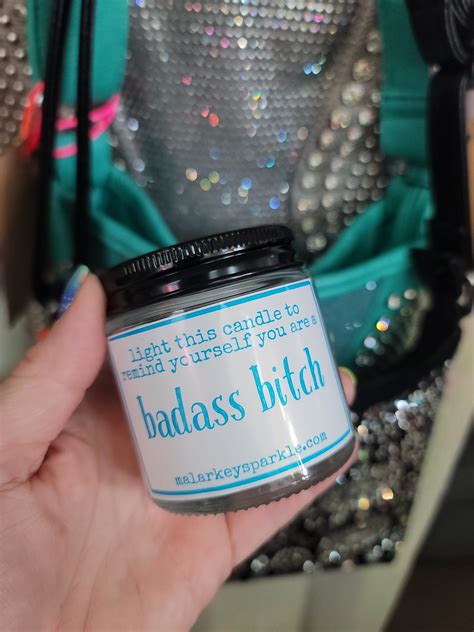 light this candle to
remind yourself you are a
badass bitch
malarkeysparkle.com